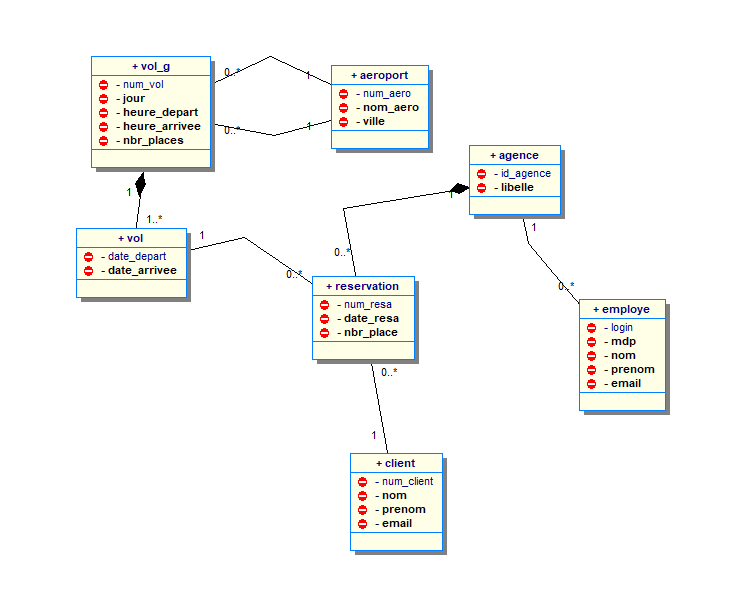 + vol_g
- num_vol
- jour
- heure_depart
- heure_arrivee
- nbr_places
0..*
1
0..*
1
+ aeroport
- num_aero
- nom_aero
- ville
+ agence
- id_agence
- libelle
1
1..*
1
0..*
1
0..*
1
0..*
+ vol
- date_depart
- date_arrivee
+ reservation
- num_resa
- date_resa
- nbr_place
+ employe
- login
- mdp
- nom
- prenom
- email
0..*
1
+ client
- num_client
- nom
- prenom
- email